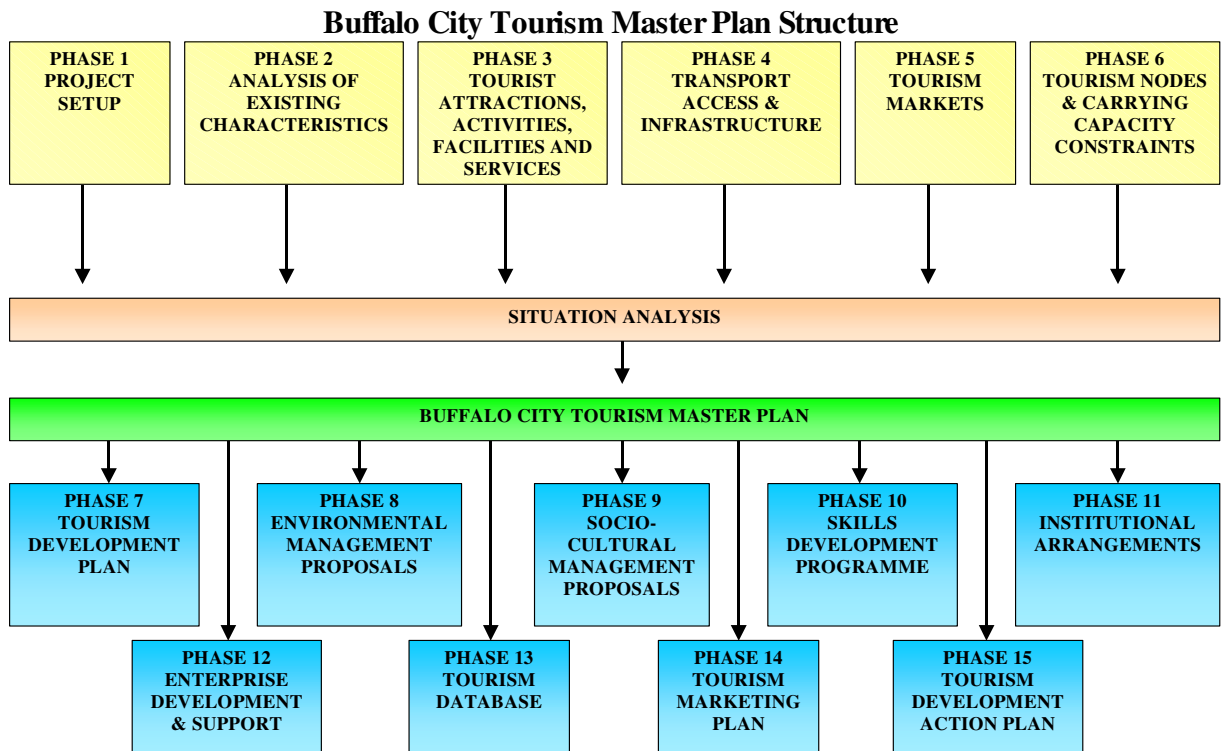 Buffalo City Tourism Master Plan Structure
PHASE 1
PROJECT
SETUP
PHASE 2
ANALYSIS OF
EXISTING
CHARACTERISTICS
PHASE 3
TOURIST
ATTRACTIONS,
ACTIVITIES,
FACILITIES AND
SERVICES
PHASE 4
TRANSPORT
ACCESS &
INFRASTRUCTURE
PHASE 5
TOURISM
MARKETS
PHASE 6
TOURISM NODES
& CARRYING
CAPACITY
CONSTRAINTS
SITUATION ANALYSIS
BUFFALO CITY TOURISM MASTER PLAN
PHASE 7
TOURISM
DEVELOPMENT
PLAN
PHASE 8
ENVIRONMENTAL
MANAGEMENT
PROPOSALS
PHASE 9
SOCIO-
CULTURAL
MANAGEMENT
PROPOSALS
PHASE 10
SKILLS
DEVELOPMENT
PROGRAMME
PHASE 11
INSTITUTIONAL
ARRANGEMENTS
PHASE 12
ENTERPRISE
DEVELOPMENT
& SUPPORT
PHASE 13
TOURISM
DATABASE
PHASE 14
TOURISM
MARKETING
PLAN
PHASE 15
TOURISM
DEVELOPMENT
ACTION PLAN